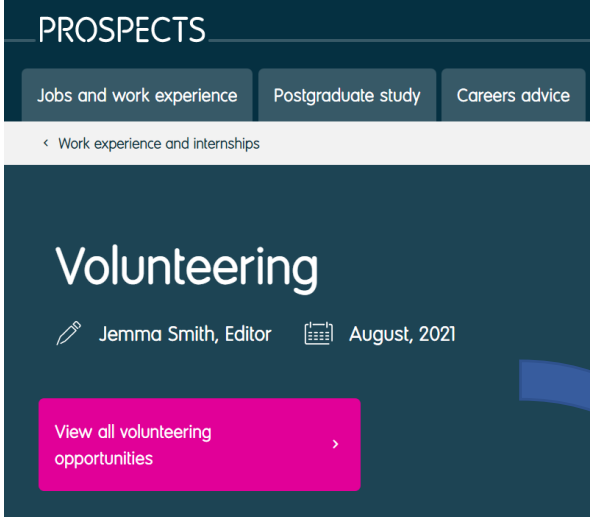 PROSPECTS
Jobs and work experience Postgraduate study Careers advice
< Work experience and internships
Volunteering
Jemma Smith, Editor August, 2021
View all volunteering
opportunities >